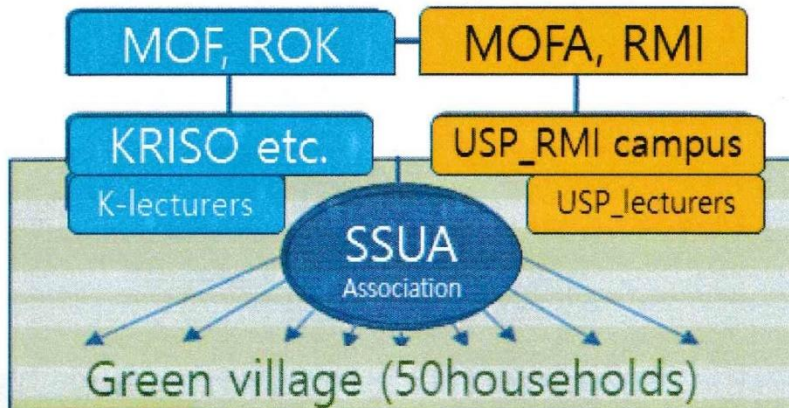 MOF, ROK
MOFA, RMI
KRISO etc.
USP_RMI campus
K-lecturers
USP_lecturers
SSUA
Association
Green village (50households)